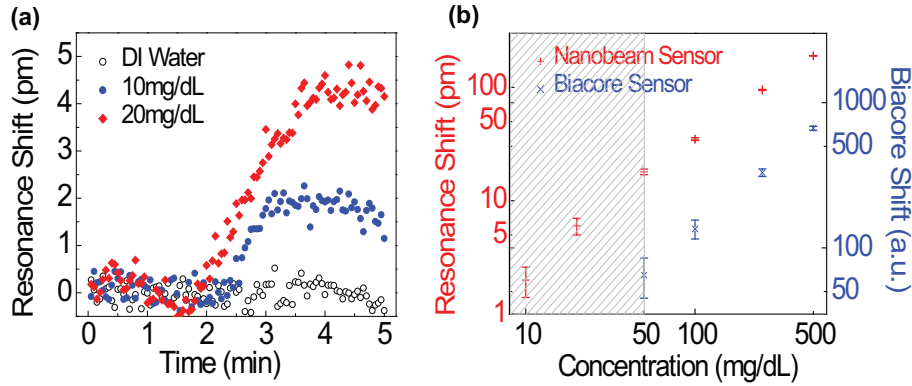 (a)
DI Water
10mg/dL
20mg/dL
5
4
3
2
1
0
Resonance Shift (pm)
0
1
2
3
4
5
Time (min)
(b)
Nanobeam Sensor
Biacore Sensor
100
50
10
5
1
Resonance Shift (pm)
1000
500
100
50
Biacore Shift (a.u.)
10
50
100
500
Concentration (mg/dL)